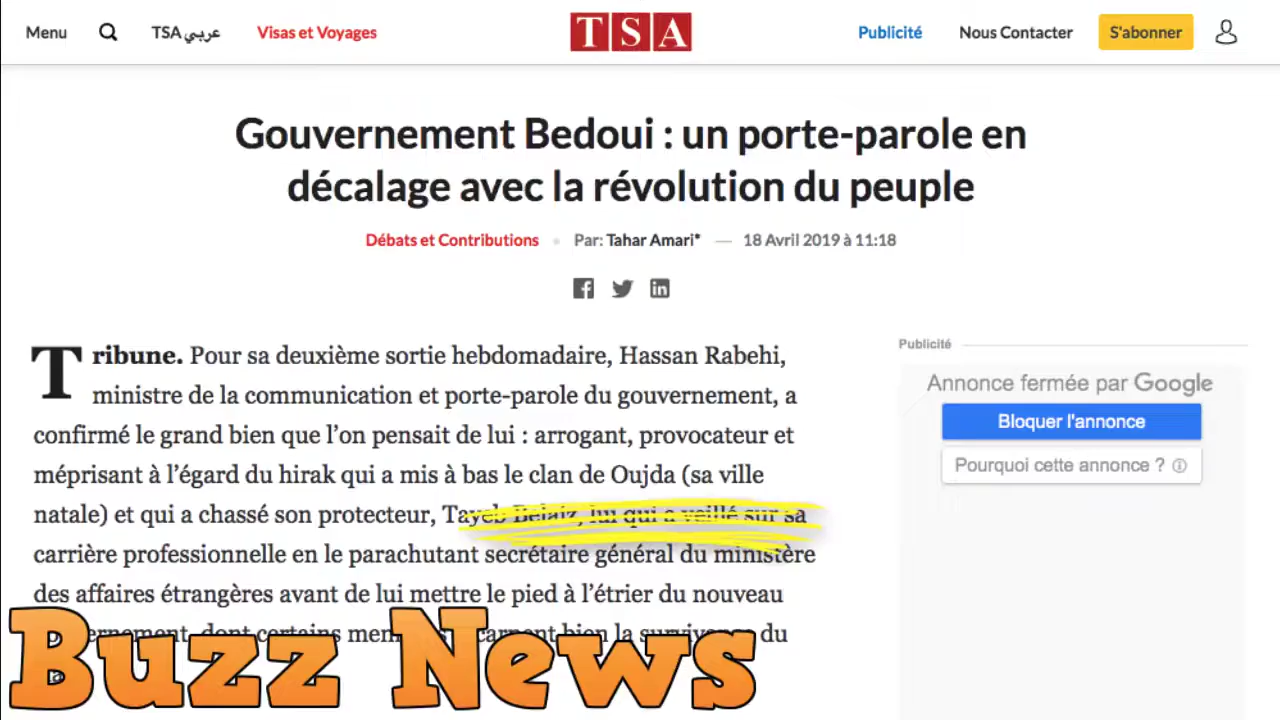 Menu TSA عربي Visas et Voyages TSA Publicité Nous Contacter S'abonner
Gouvernement Bedoui : un porte-parole en
décalage avec la révolution du peuple
Débats et Contributions • Par: Tahar Amari* — 18 Avril 2019 à 11:18
Tribune. Pour sa deuxième sortie hebdomadaire, Hassan Rabehi,
ministre de la communication et porte-parole du gouvernement, a
confirmé le grand bien que l'on pensait de lui : arrogant, provocateur et
méprisant à l'égard du hirak qui a mis à bas le clan de Oujda (sa ville
natale) et qui a chassé son protecteur, Tayeb Belaiz, lui qui a veillé sur sa
carrière professionnelle en le parachutant secrétaire général du ministère
des affaires étrangères avant de lui mettre le pied à l'étrier du nouveau
dont certains bien la du
Publicité
Annonce fermée par Google
Bloquer l'annonce
Pourquoi cette annonce ?
Buzz News